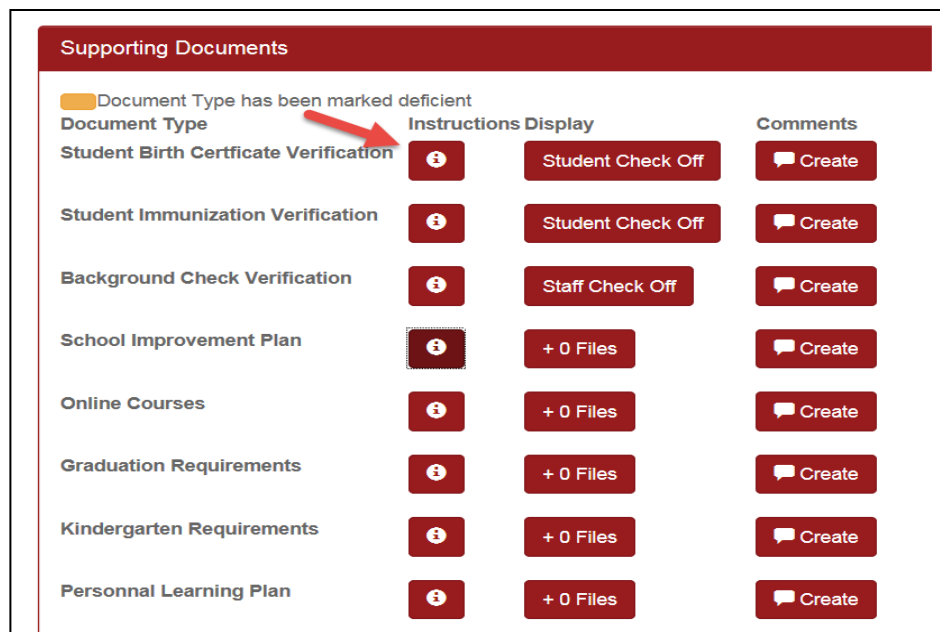 Supporting Documents
Document Type has been marked deficient
Document Type Instructions Display Comments
Student Birth Certficate Verification Student Check Off Create
Student Immunization Verification Student Check Off Create
Background Check Verification Staff Check Off Create
School Improvement Plan + 0 Files Create
Online Courses + 0 Files Create
Graduation Requirements + 0 Files Create
Kindergarten Requirements + 0 Files Create
Personnal Learning Plan + 0 Files Create